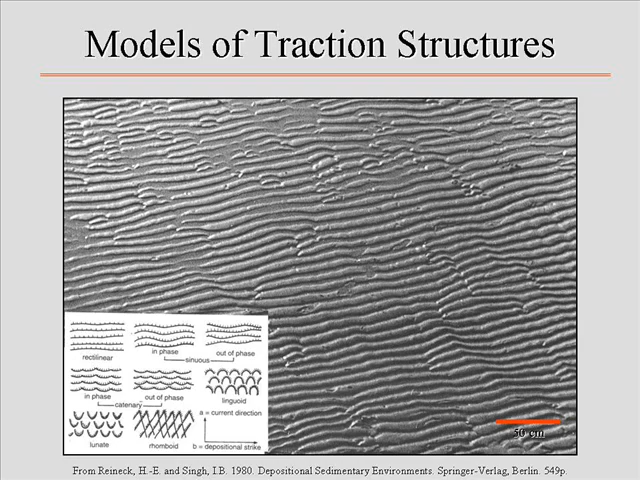 Models of Traction Structures
rectilinear
in phase
out of phase
sinuous
in phase
out of phase
catenary
linguoid
lunate
rhomboid
a = current direction
b = depositional strike
50 cm
From Reineck, H.-E. and Singh, I.B. 1980. Depositional Sedimentary Environments. Springer-Verlag, Berlin. 549p.